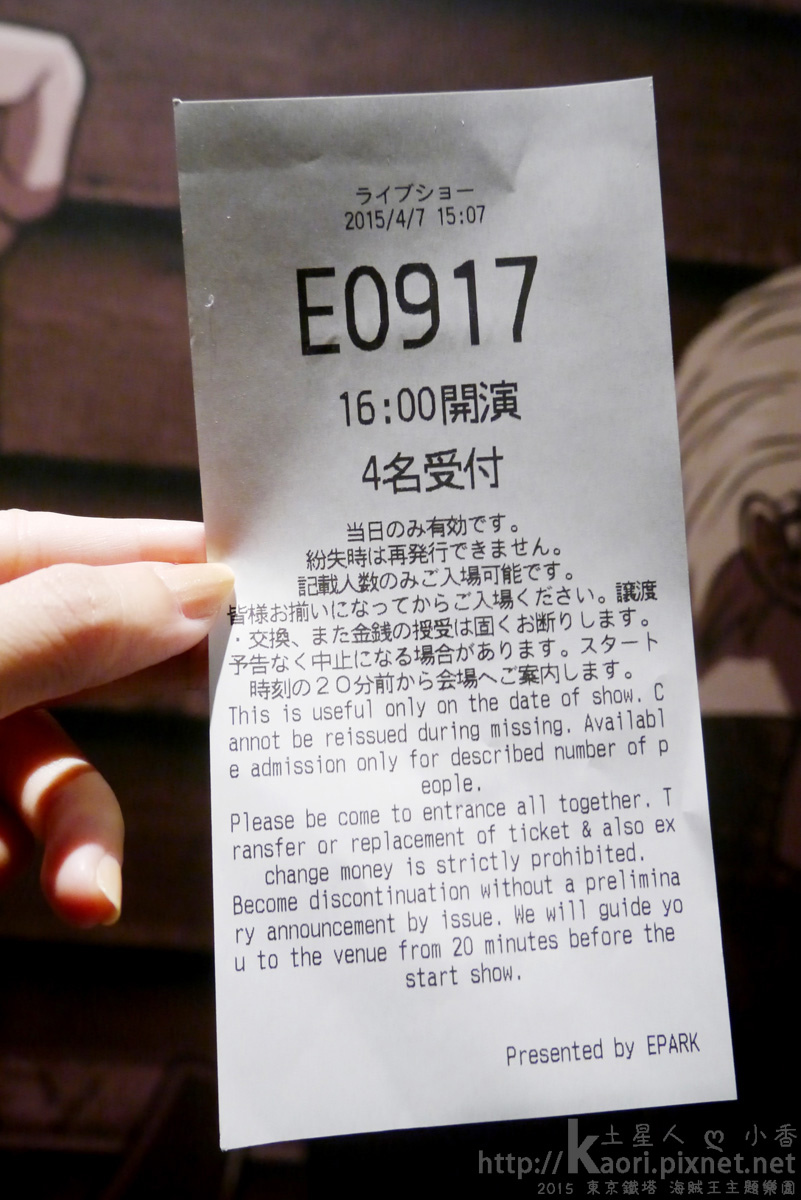 ライブショー
2015/4/7 15:07
E0917
16:00開演
4名受付
当日のみ有効です。
紛失時は再発行できません。
記載人数のみご入場可能です。
皆様お揃いになってからご入場ください。譲渡
・交換、また金銭の授受は固くお断りします。
予告なく中止になる場合があります。スタート
時刻の20分前から会場へご案内します。
This is useful only on the date of show. C
annot be reissued during missing. Availabl
e admission only for described number of p
eople.
Please be come to entrance all together. T
ransfer or replacement of ticket & also ex
change money is strictly prohibited.
Become discontinuation without a prelimina
ry announcement by issue. We will guide yo
u to the venue from 20 minutes before the
start show.
Presented by EPARK
土星人 ღ 小香
http://Kaori.pixnet.net
2015 東京鐵塔 海賊王主題樂園